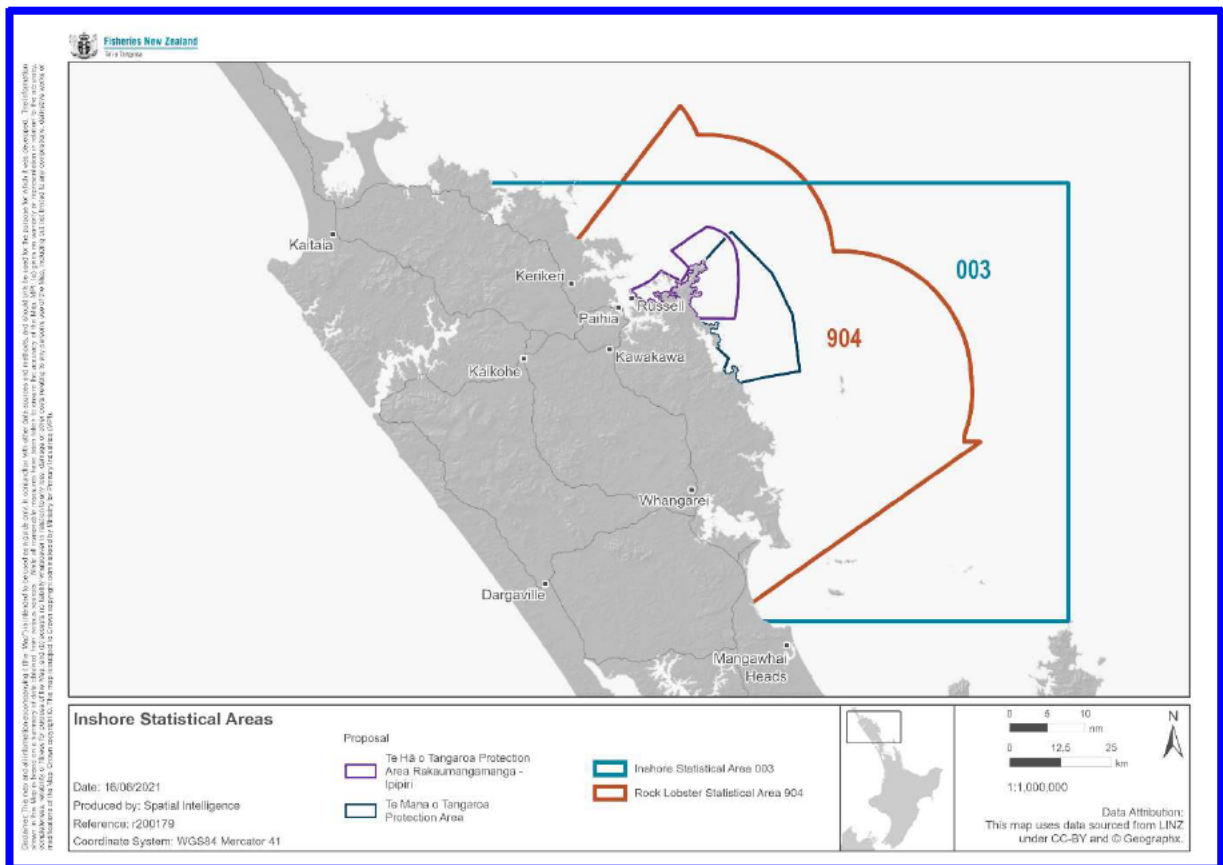 Fisheries New Zealand
Tini a Tangaroa
Kaitaia
Kerikeri
Russell
Paihia
Kawakawa
Kaikohe
003
904
Whangarei
Dargaville
Mangawhai
Heads
Inshore Statistical Areas
Date: 16/06/2021
Produced by: Spatial Intelligence
Reference: r200179
Coordinate System: WGS84 Mercator 41
Proposal
Te Hā o Tangaroa Protection
Area Rakaumangamanga -
Ipipiri
Te Mana o Tangaroa
Protection Area
Inshore Statistical Area 003
Rock Lobster Statistical Area 904
0 5 10
nm
0 12.5 25
km
1:1,000,000
N
Data Attribution:
This map uses data sourced from LINZ
under CC-BY and © Geographx.